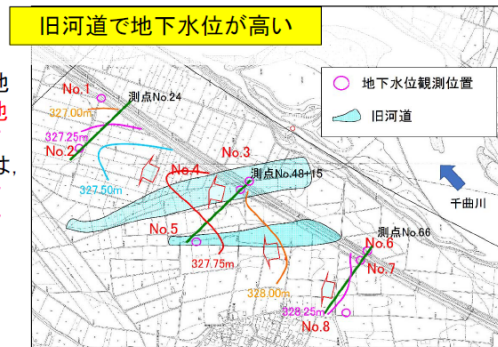 旧河道で地下水位が高い
地
地
は,
No.1
測点No.24
327.00m
327.25m
No.2
327.50m
No.4
No.3
測点No.48+15
No.5
327.75m
328.00m
測点No.66
No.6
No.7
328.25m
No.8
地下水位観測位置
旧河道
千曲川